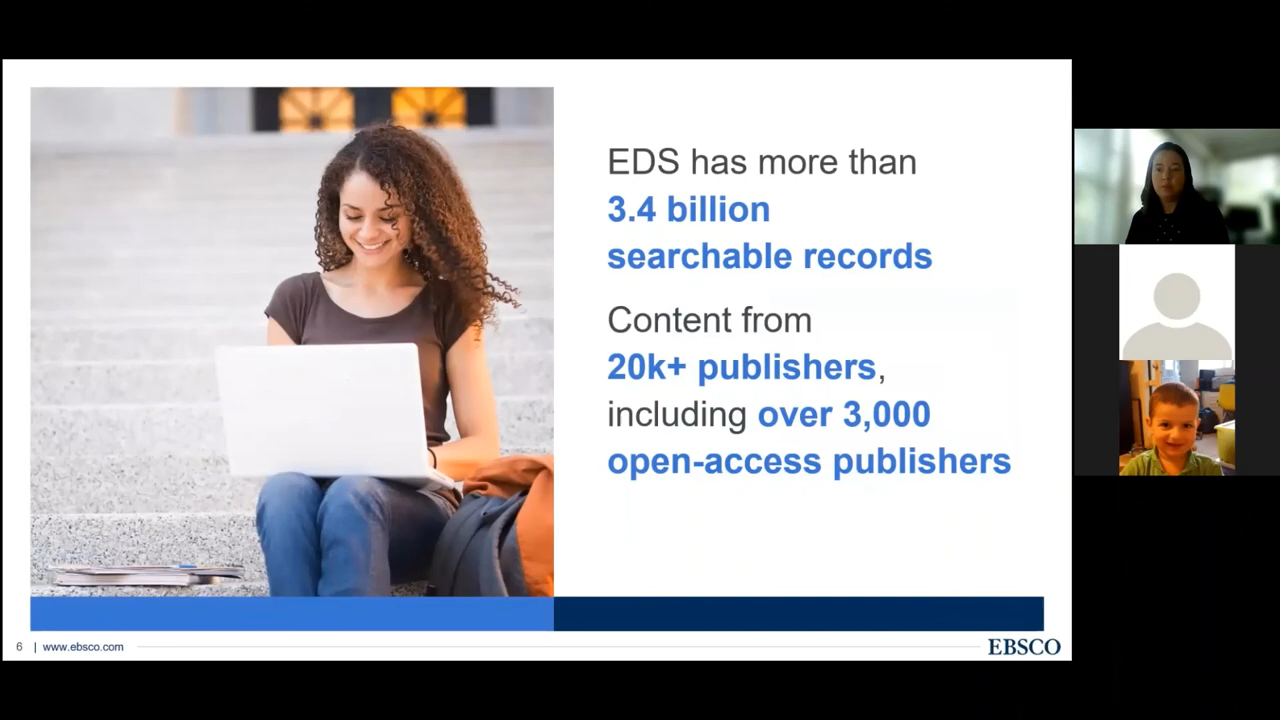 EDS has more than
3.4 billion
searchable records
Content from
20k+ publishers,
including over 3,000
open-access publishers
6 | www.ebsco.com
EBSCO